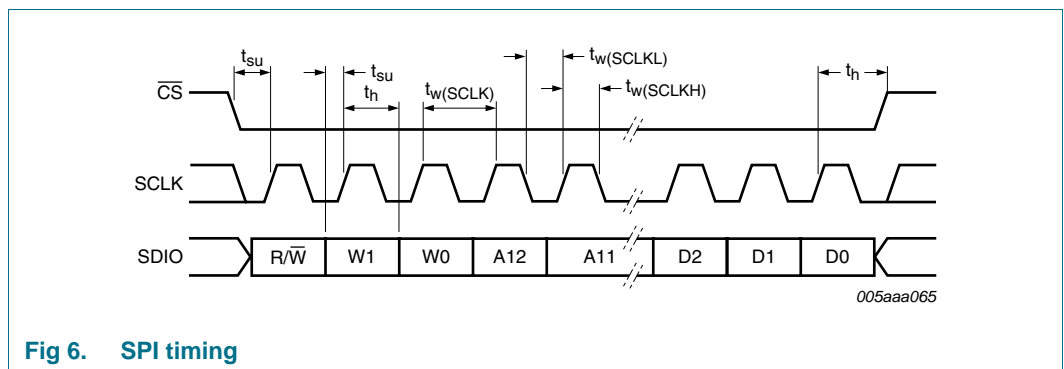 tsu
tsu
th
tw(SCLK)
tw(SCLKL)
tw(SCLKH)
th
CS
SCLK
SDIO
R/W
W1
W0
A12
A11
D2
D1
D0
005aaa065
Fig 6. SPI timing